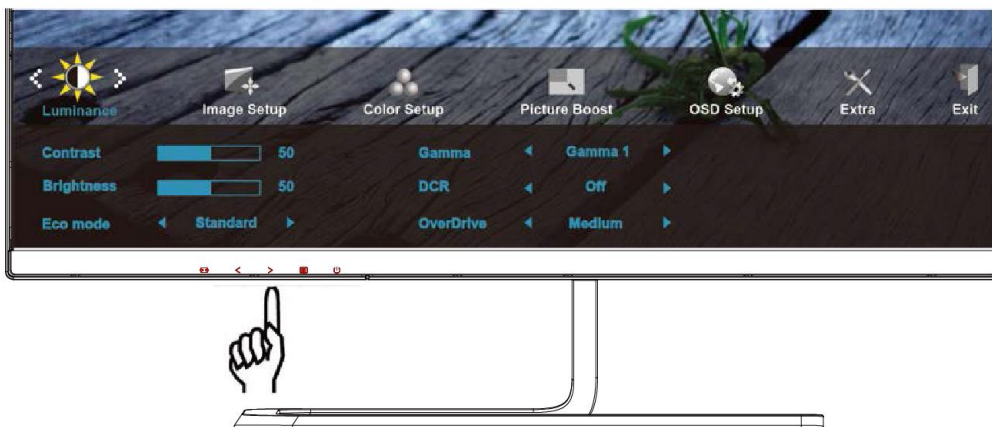 Luminance Image Setup Color Setup Picture Boost OSD Setup Extra Exit
Contrast 50 Gamma Gamma 1
Brightness 50 DCR Off
Eco mode Standard OverDrive Medium